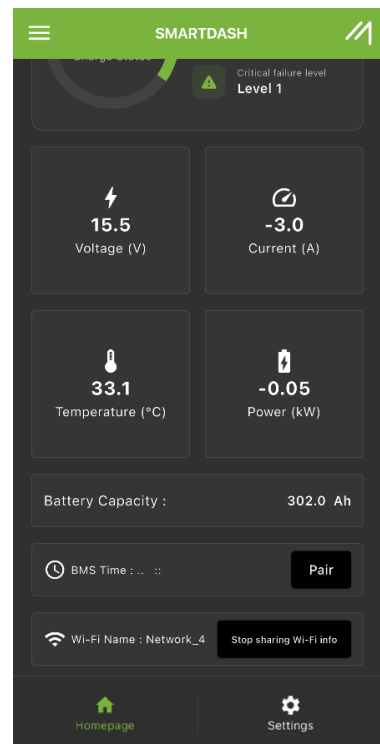 SMARTDASH
Charge Status
Critical failure level
Level 1
15.5
Voltage (V)
-3.0
Current (A)
33.1
Temperature (°C)
-0.05
Power (kW)
Battery Capacity :
302.0 Ah
BMS Time : .. ::
Pair
Wi-Fi Name : Network_4
Stop sharing Wi-Fi info
Homepage
Settings